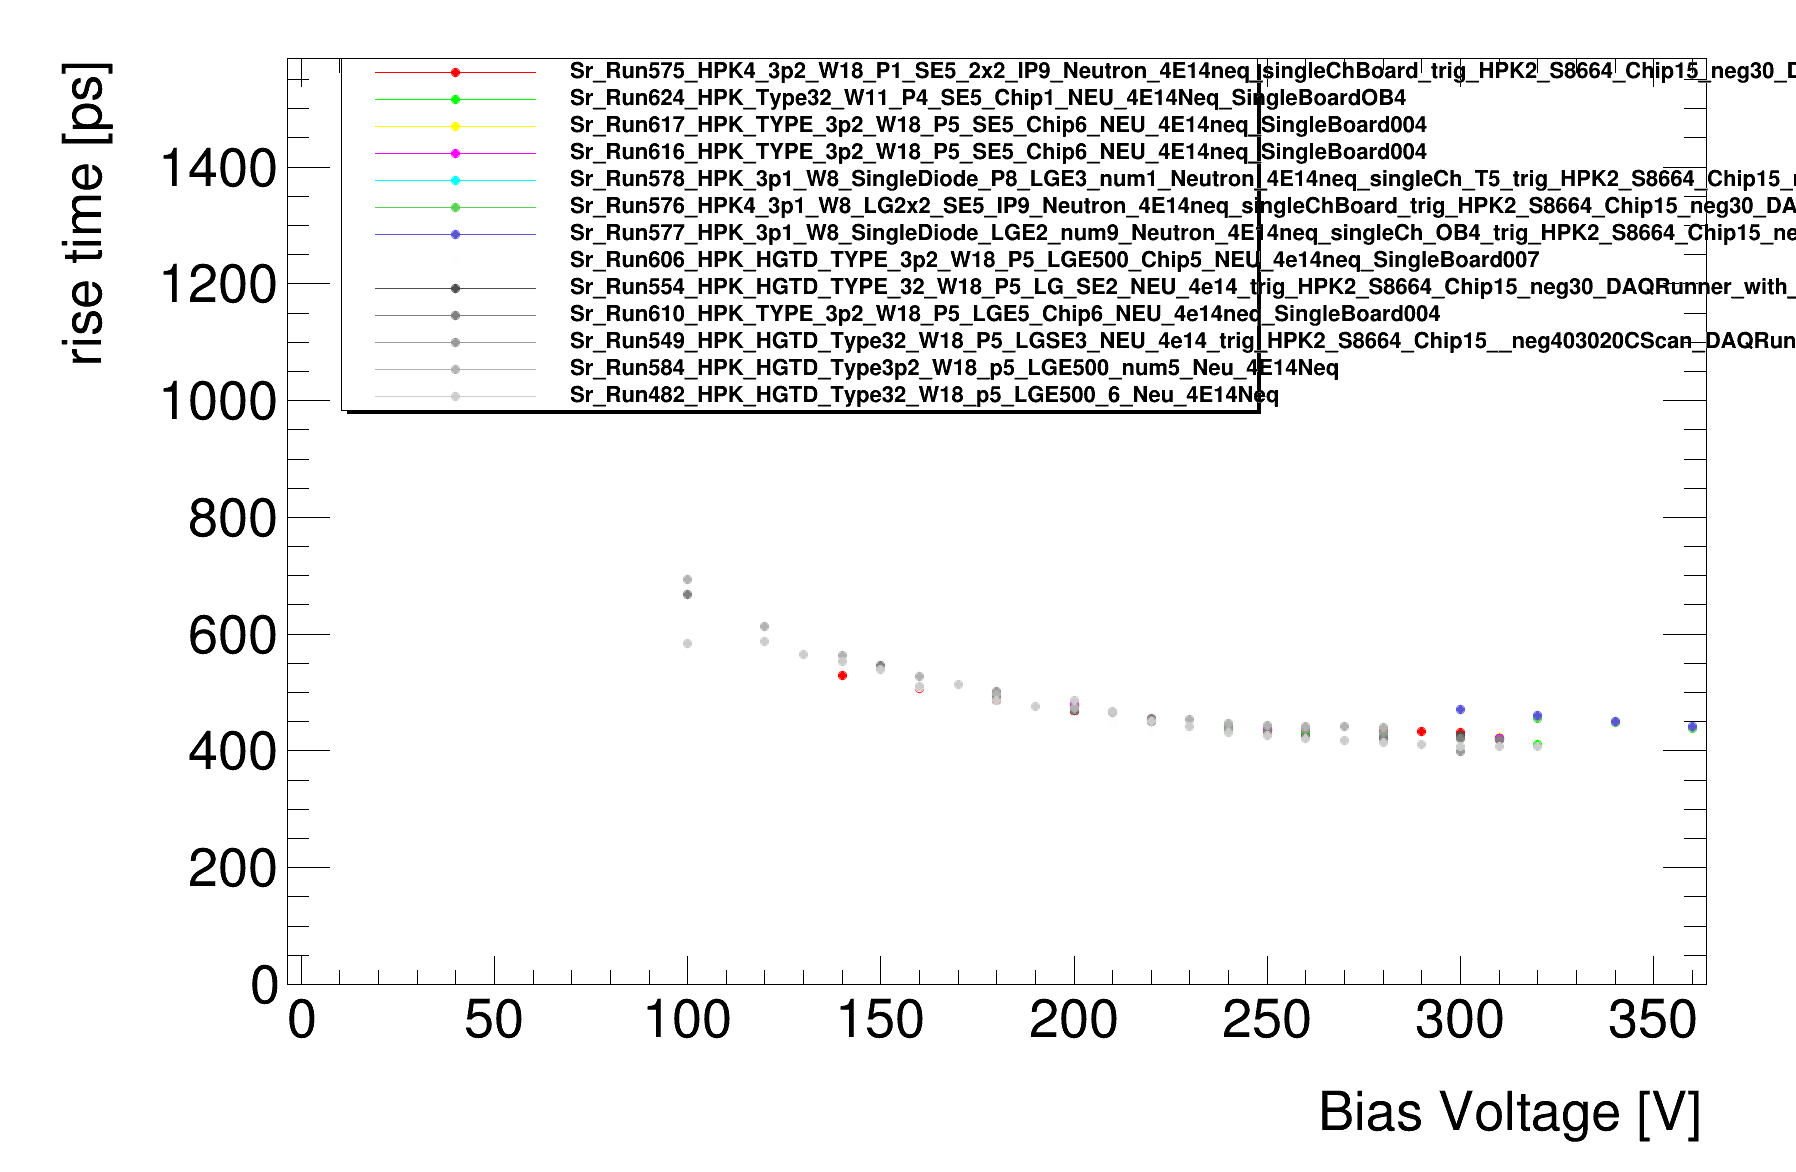 rise time [ps]
Sr_Run575_HPK4_3p2_W18_P1_SE5_2x2_IP9_Neutron_4E14neq_singleChBoard_trig_HPK2_S8664_Chip15_neg30_D
Sr_Run624_HPK_Type32_W11_P4_SE5_Chip1_NEU_4E14Neq_SingleBoardOB4
Sr_Run617_HPK_TYPE_3p2_W18_P5_SE5_Chip6_NEU_4E14neq_SingleBoard004
Sr_Run616_HPK_TYPE_3p2_W18_P5_SE5_Chip6_NEU_4E14neq_SingleBoard004
Sr_Run578_HPK_3p1_W8_SingleDiode_P8_LGE3_num1_Neutron_4E14neq_singleCh_T5_trig_HPK2_S8664_Chip15_n
Sr_Run576_HPK4_3p1_W8_LG2x2_SE5_IP9_Neutron_4E14neq_singleChBoard_trig_HPK2_S8664_Chip15_neg30_DA
Sr_Run577_HPK_3p1_W8_SingleDiode_LGE2_num9_Neutron_4E14neq_singleCh_OB4_trig_HPK2_S8664_Chip15_ne
Sr_Run606_HPK_HGTD_TYPE_3p2_W18_P5_LGE500_Chip5_NEU_4e14neq_SingleBoard007
Sr_Run554_HPK_HGTD_TYPE_32_W18_P5_LG_SE2_NEU_4e14_trig_HPK2_S8664_Chip15_neg30_DAQRunner_with_
Sr_Run610_HPK_TYPE_3p2_W18_P5_LGE5_Chip6_NEU_4e14neq_SingleBoard004
Sr_Run549_HPK_HGTD_Type32_W18_P5_LGSE3_NEU_4e14_trig_HPK2_S8664_Chip15__neg403020CScan_DAQRun
Sr_Run584_HPK_HGTD_Type3p2_W18_p5_LGE500_num5_Neu_4E14Neq
Sr_Run482_HPK_HGTD_Type32_W18_p5_LGE500_6_Neu_4E14Neq
1400
1200
1000
800
600
400
200
0
0 50 100 150 200 250 300 350
Bias Voltage [V]